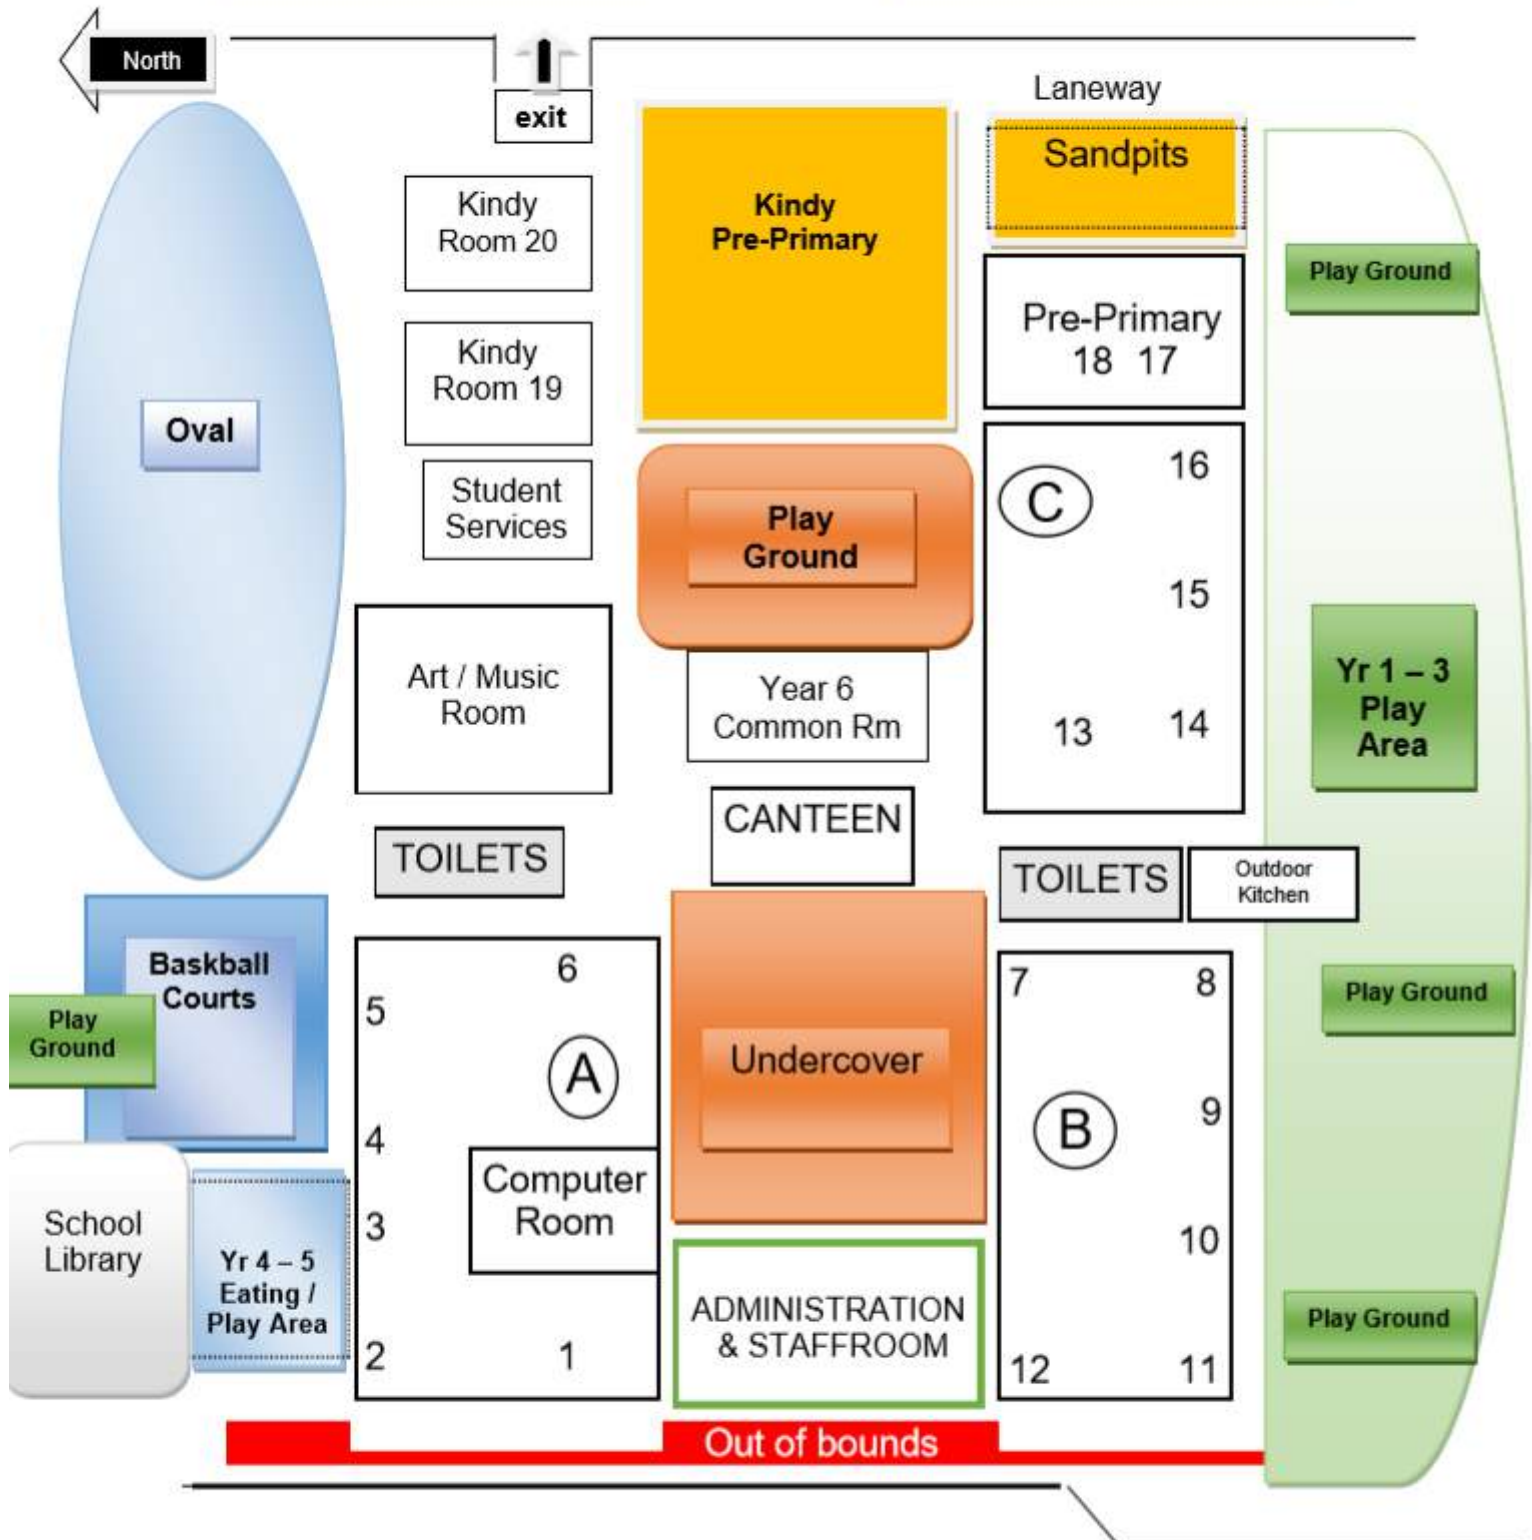 North
exit
Laneway
Kindy
Room 20
Kindy
Pre-Primary
Sandpits
Play Ground
Pre-Primary
18 17
Kindy
Room 19
Oval
Student
Services
Play
Ground
C
16
15
13
14
Yr 1 – 3
Play
Area
Art / Music
Room
Year 6
Common Rm
CANTEEN
TOILETS
TOILETS
Outdoor
Kitchen
Baskball
Courts
Play
Ground
6
5
A
4
Computer
Room
3
2
1
Undercover
7
8
9
B
10
12
11
Play Ground
School
Library
Yr 4 – 5
Eating /
Play Area
ADMINISTRATION
& STAFFROOM
Play Ground
Out of bounds